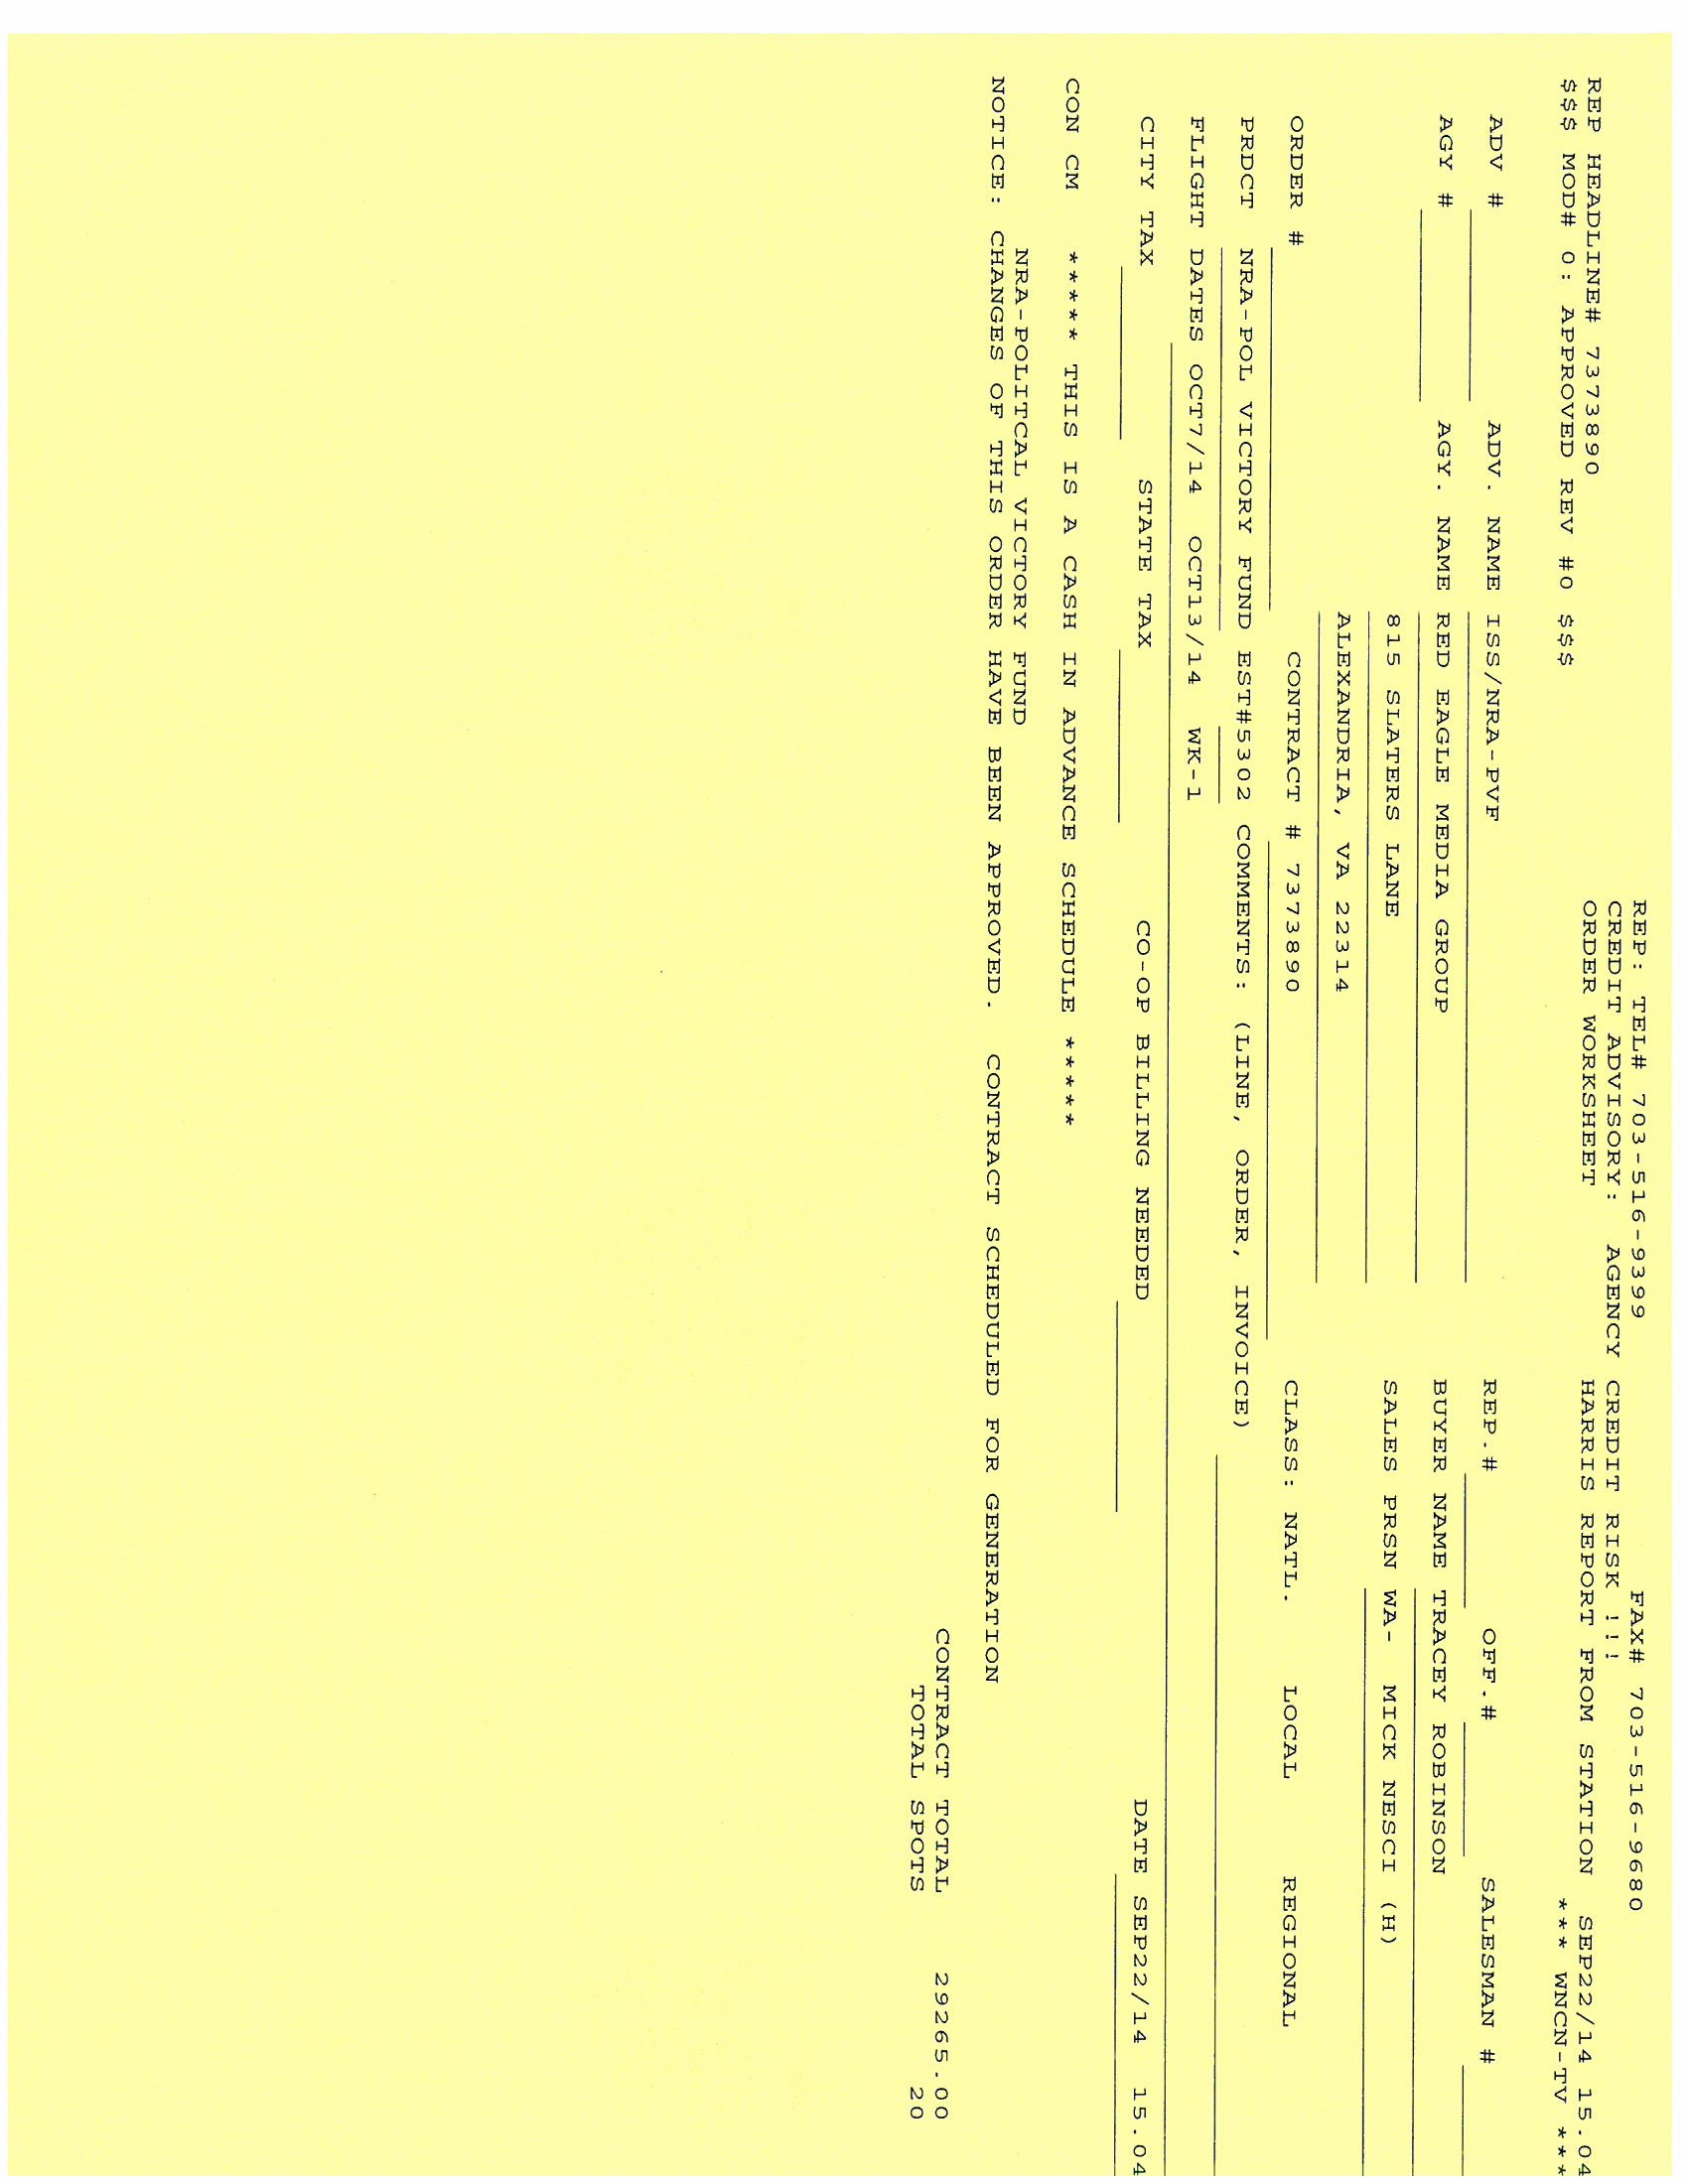 REP: TEL# 703-516-9399 FAX# 703-516-9680
CREDIT ADVISORY: AGENCY CREDIT RISK !!!
REP HEADLINE# 7373890 ORDER WORKSHEET HARRIS REPORT FROM STATION SEP22/14 15.04
$$$ MOD# 0: APPROVED REV #0 $$$ *** WNCN-TV ***
ADV # ADV. NAME ISS/NRA-PVF REP.# OFF.# SALESMAN #
AGY # AGY. NAME RED EAGLE MEDIA GROUP BUYER NAME TRACEY ROBINSON
815 SLATERS LANE SALES PRSN WA- MICK NESCI (H)
ALEXANDRIA, VA 22314
ORDER # CONTRACT # 7373890 CLASS: NATL. LOCAL REGIONAL
PRDCT NRA-POL VICTORY FUND EST#5302 COMMENTS: (LINE, ORDER, INVOICE)
FLIGHT DATES OCT7/14 OCT13/14 WK-1
CITY TAX STATE TAX CO-OP BILLING NEEDED DATE SEP22/14 15.04
CON CM ***** THIS IS A CASH IN ADVANCE SCHEDULE *****
NRA-POLITCAL VICTORY FUND
NOTICE: CHANGES OF THIS ORDER HAVE BEEN APPROVED. CONTRACT SCHEDULED FOR GENERATION
CONTRACT TOTAL 29265.00
TOTAL SPOTS 20